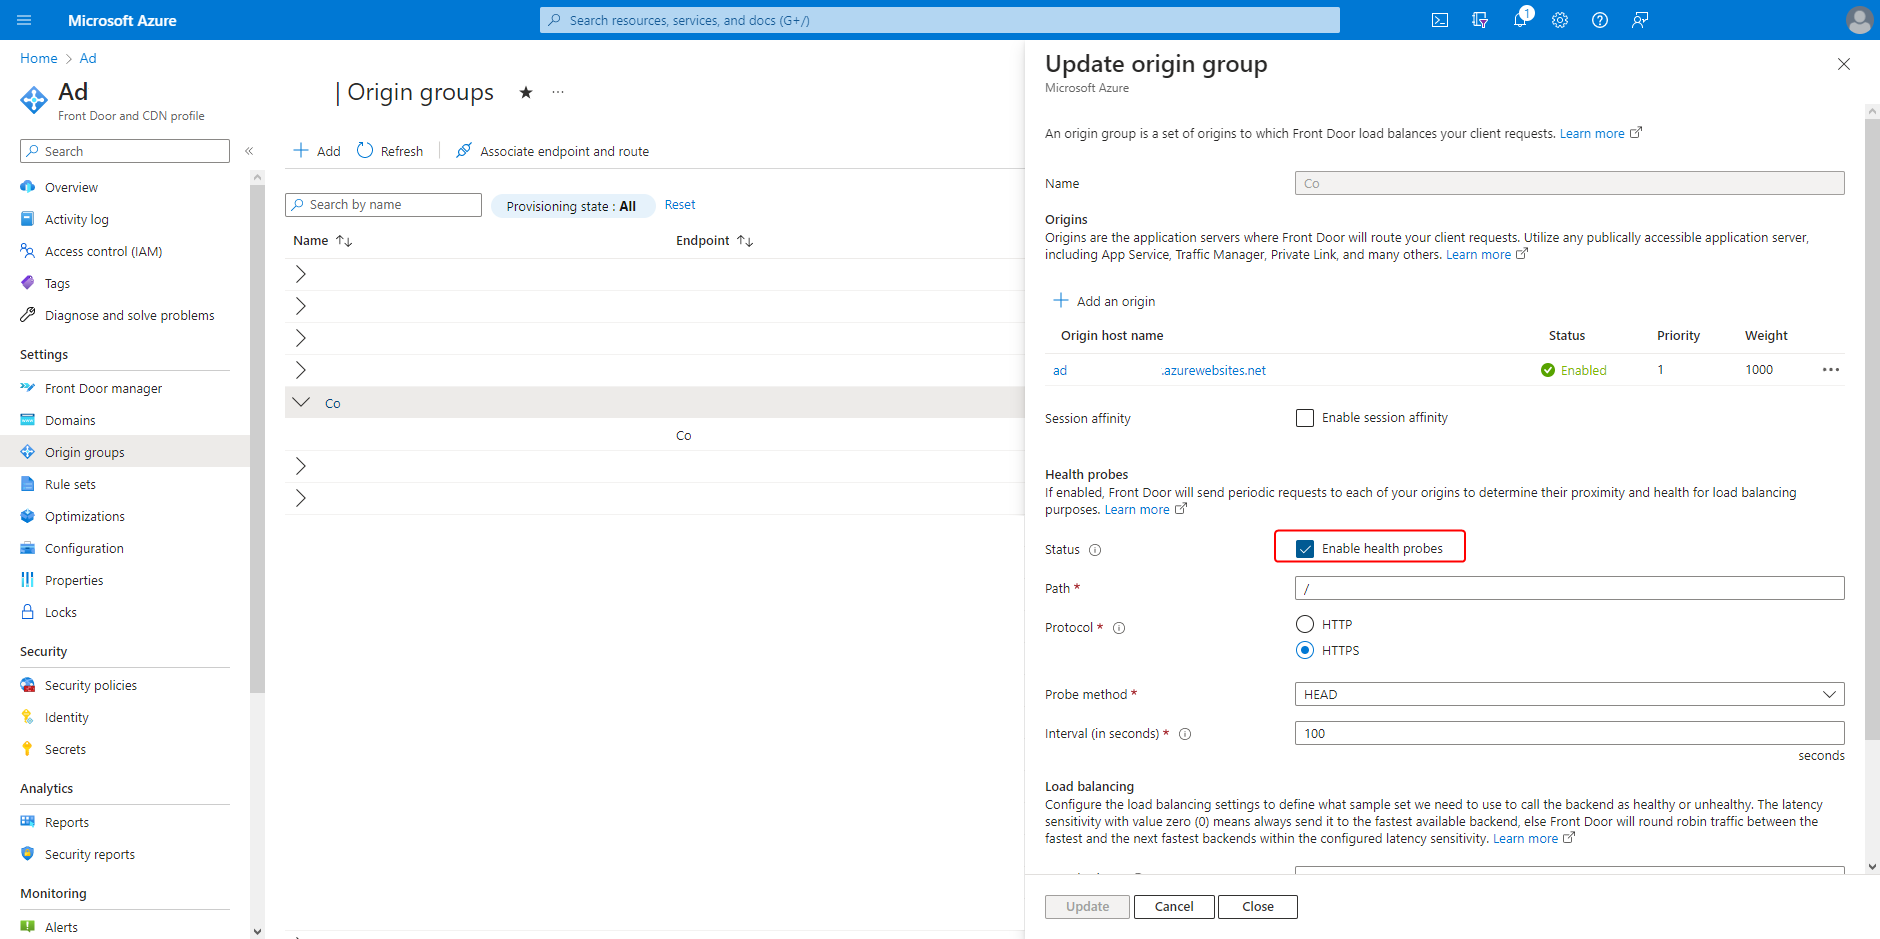 Microsoft Azure
Search resources, services, and docs (G+/)
1
Home > Ad
Ad | Origin groups ★ ...
Front Door and CDN profile
Search
«
Overview
Activity log
Access control (IAM)
Tags
Diagnose and solve problems
Settings
Front Door manager
Domains
Origin groups
Rule sets
Optimizations
Configuration
Properties
Locks
Security
Security policies
Identity
Secrets
Analytics
Reports
Security reports
Monitoring
Alerts
Add Refresh Associate endpoint and route
Search by name Provisioning state : All Reset
Name Endpoint
Co
Co
Update origin group
Microsoft Azure
An origin group is a set of origins to which Front Door load balances your client requests. Learn more
Name Co
Origins
Origins are the application servers where Front Door will route your client requests. Utilize any publically accessible application server,
including App Service, Traffic Manager, Private Link, and many others. Learn more
Add an origin
Origin host name Status Priority Weight
ad .azurewebsites.net Enabled 1 1000 ...
Session affinity Enable session affinity
Health probes
If enabled, Front Door will send periodic requests to each of your origins to determine their proximity and health for load balancing
purposes. Learn more
Status Enable health probes
Path * /
Protocol * HTTP
HTTPS
Probe method * HEAD
Interval (in seconds) * 100
seconds
Load balancing
Configure the load balancing settings to define what sample set we need to use to call the backend as healthy or unhealthy. The latency
sensitivity with value zero (0) means always send it to the fastest available backend, else Front Door will round robin traffic between the
fastest and the next fastest backends within the configured latency sensitivity. Learn more
Update Cancel Close